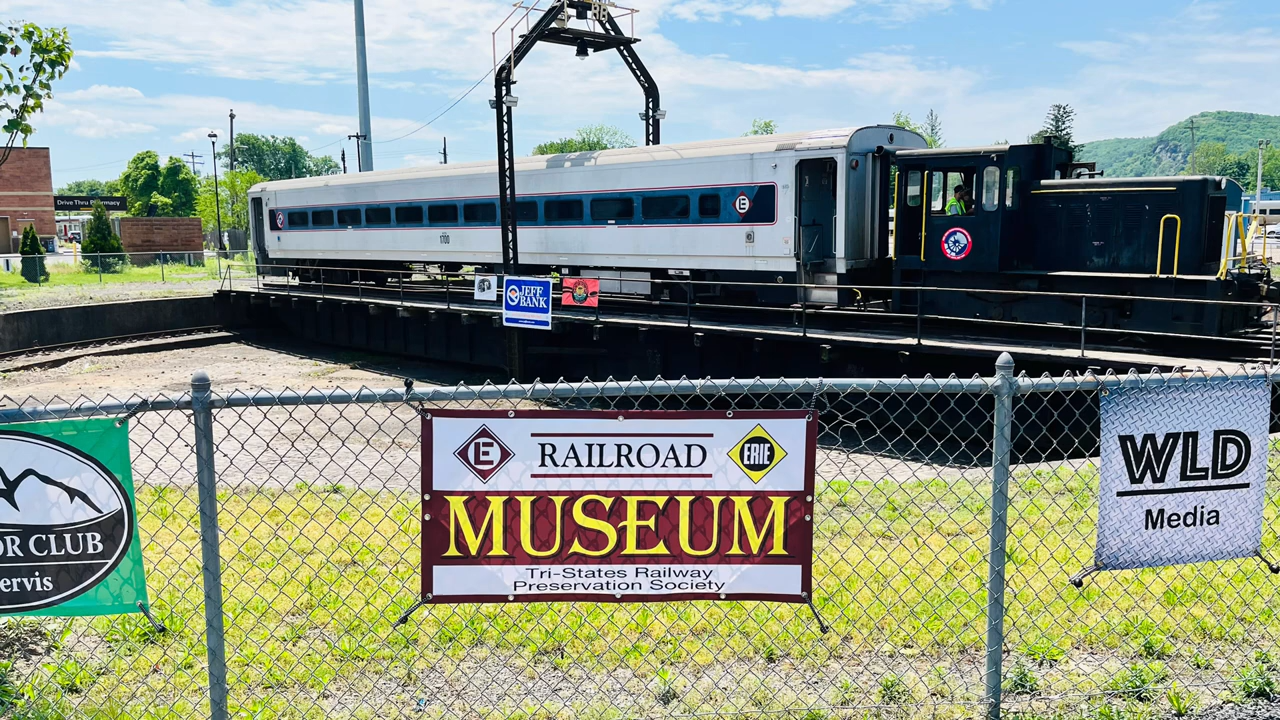 Drive Thru Pharmacy
E
1700
JEFF
BANK
E
RAILROAD
ERIE
MUSEUM
Tri-States Railway
Preservation Society
OR CLUB
ervis
WLD
Media